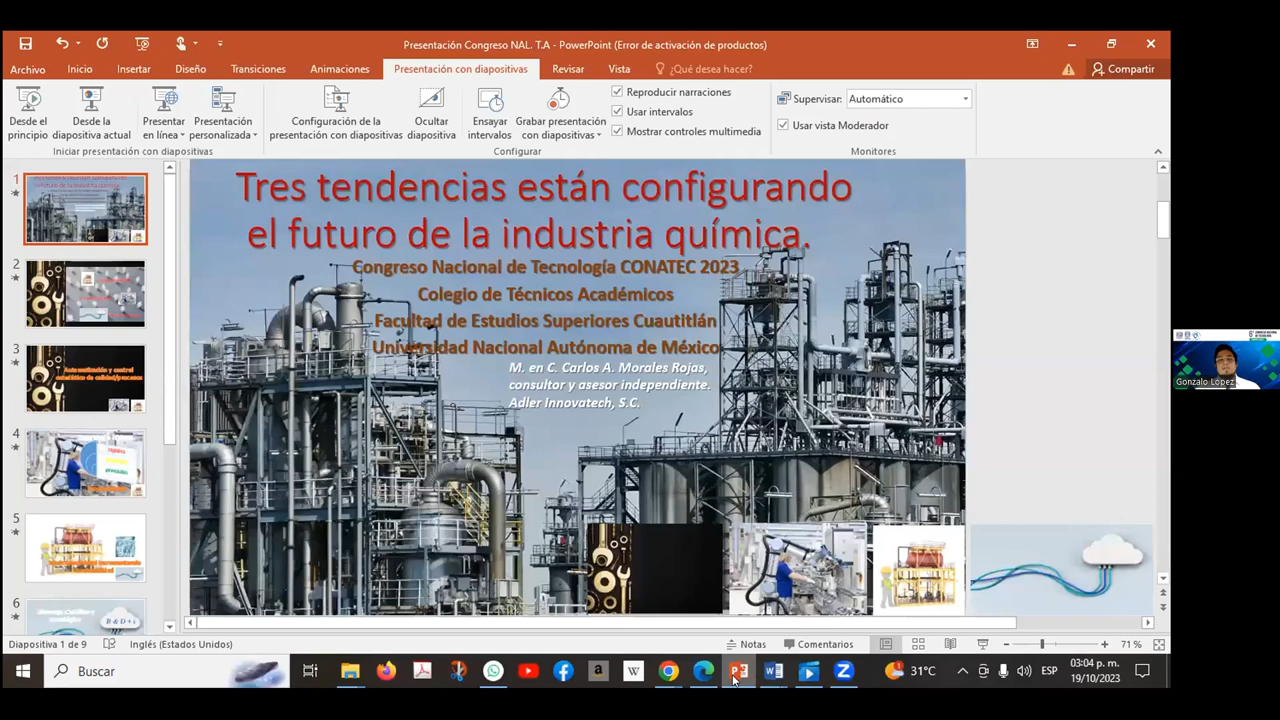 Presentación Congreso NAL. T.A - PowerPoint (Error de activación de productos)
Archivo
Inicio
Insertar
Diseño
Transiciones
Animaciones
Presentación con diapositivas
Revisar
Vista
¿Qué desea hacer?
Compartir
Desde el
principio
Desde la
diapositiva actual
Presentar
en línea
Presentación
personalizada
Iniciar presentación con diapositivas
Configuración de la
presentación con diapositivas
Ocultar
diapositiva
Ensayar
intervalos
Grabar presentación
con diapositivas
Reproducir narraciones
Usar intervalos
Mostrar controles multimedia
Configurar
Supervisar:
Automático
Usar vista Moderador
Monitores
1
2
3
4
5
6
Tres tendencias están configurando
el futuro de la industria química.
Congreso Nacional de Tecnología CONATEC 2023
Colegio de Técnicos Académicos
Facultad de Estudios Superiores Cuautitlán
Universidad Nacional Autónoma de México
M. en C. Carlos A. Morales Rojas,
consultor y asesor independiente.
Adler Innovatech, S.C.
Gonzalo López
Diapositiva 1 de 9
Inglés (Estados Unidos)
Notas
Comentarios
71 %
Buscar
31°C
ESP
03:04 p. m.
19/10/2023